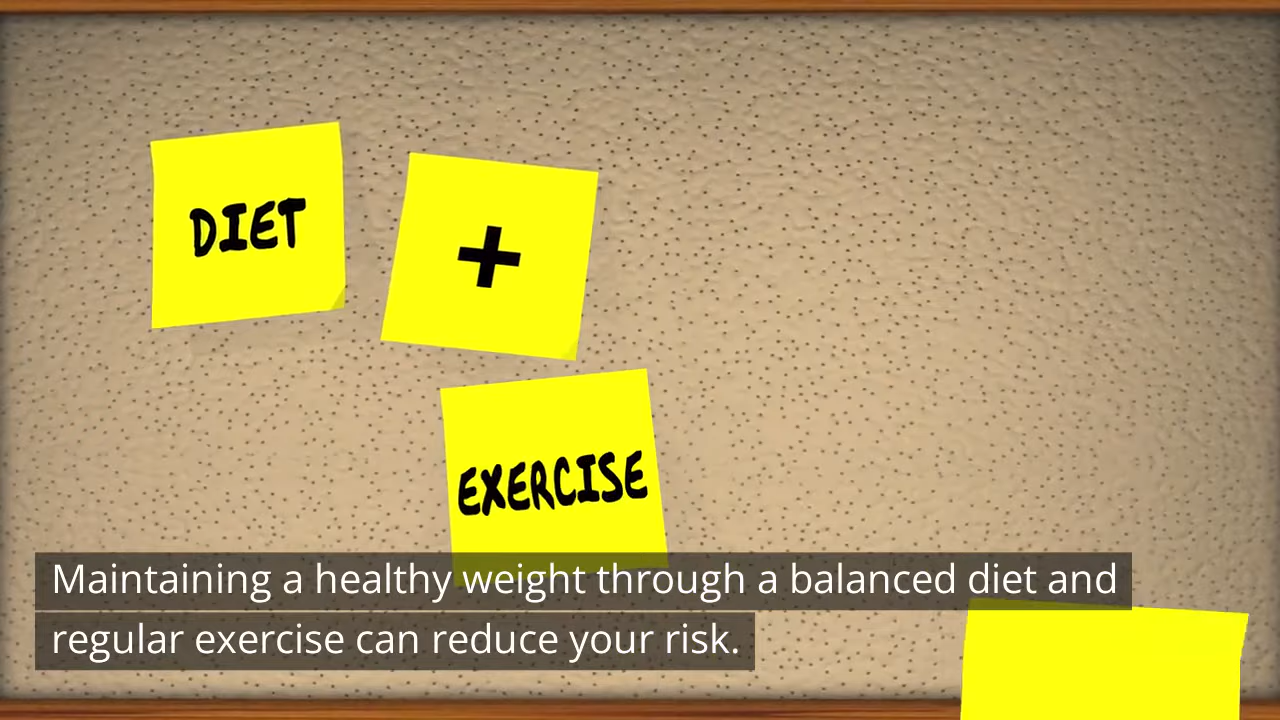 DIET
+
EXERCISE
Maintaining a healthy weight through a balanced diet and
regular exercise can reduce your risk.